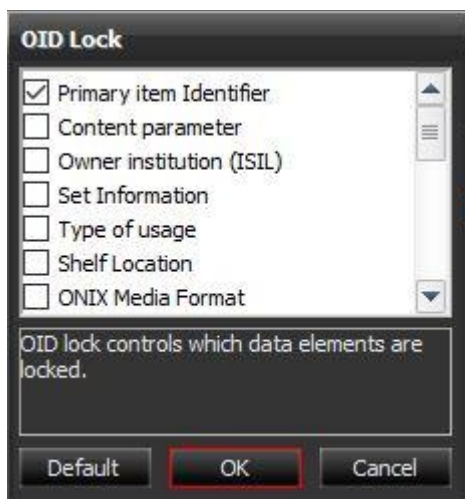 OID Lock
Primary item Identifier
Content parameter
Owner institution (ISIL)
Set Information
Type of usage
Shelf Location
ONIX Media Format
OID lock controls which data elements are
locked.
Default OK Cancel